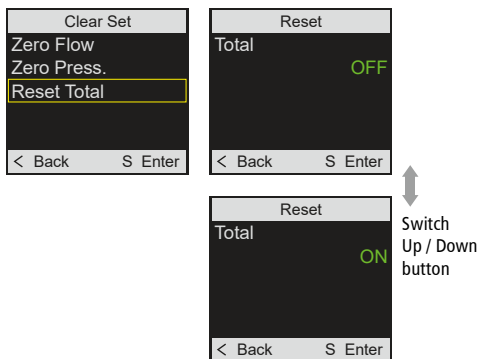 Clear Set
Zero Flow
Zero Press.
Reset Total
< Back S Enter
Reset
Total
OFF
< Back S Enter
Switch
Up / Down
button
Reset
Total
ON
< Back S Enter